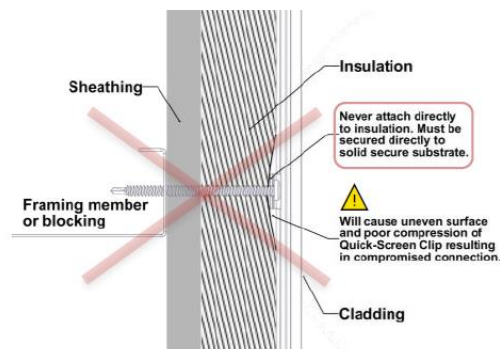 Sheathing
Insulation
Never attach directly
to insulation. Must be
secured directly to
solid secure substrate.
Framing member
or blocking
Will cause uneven surface
and poor compression of
Quick-Screen Clip resulting
in compromised connection.
Cladding